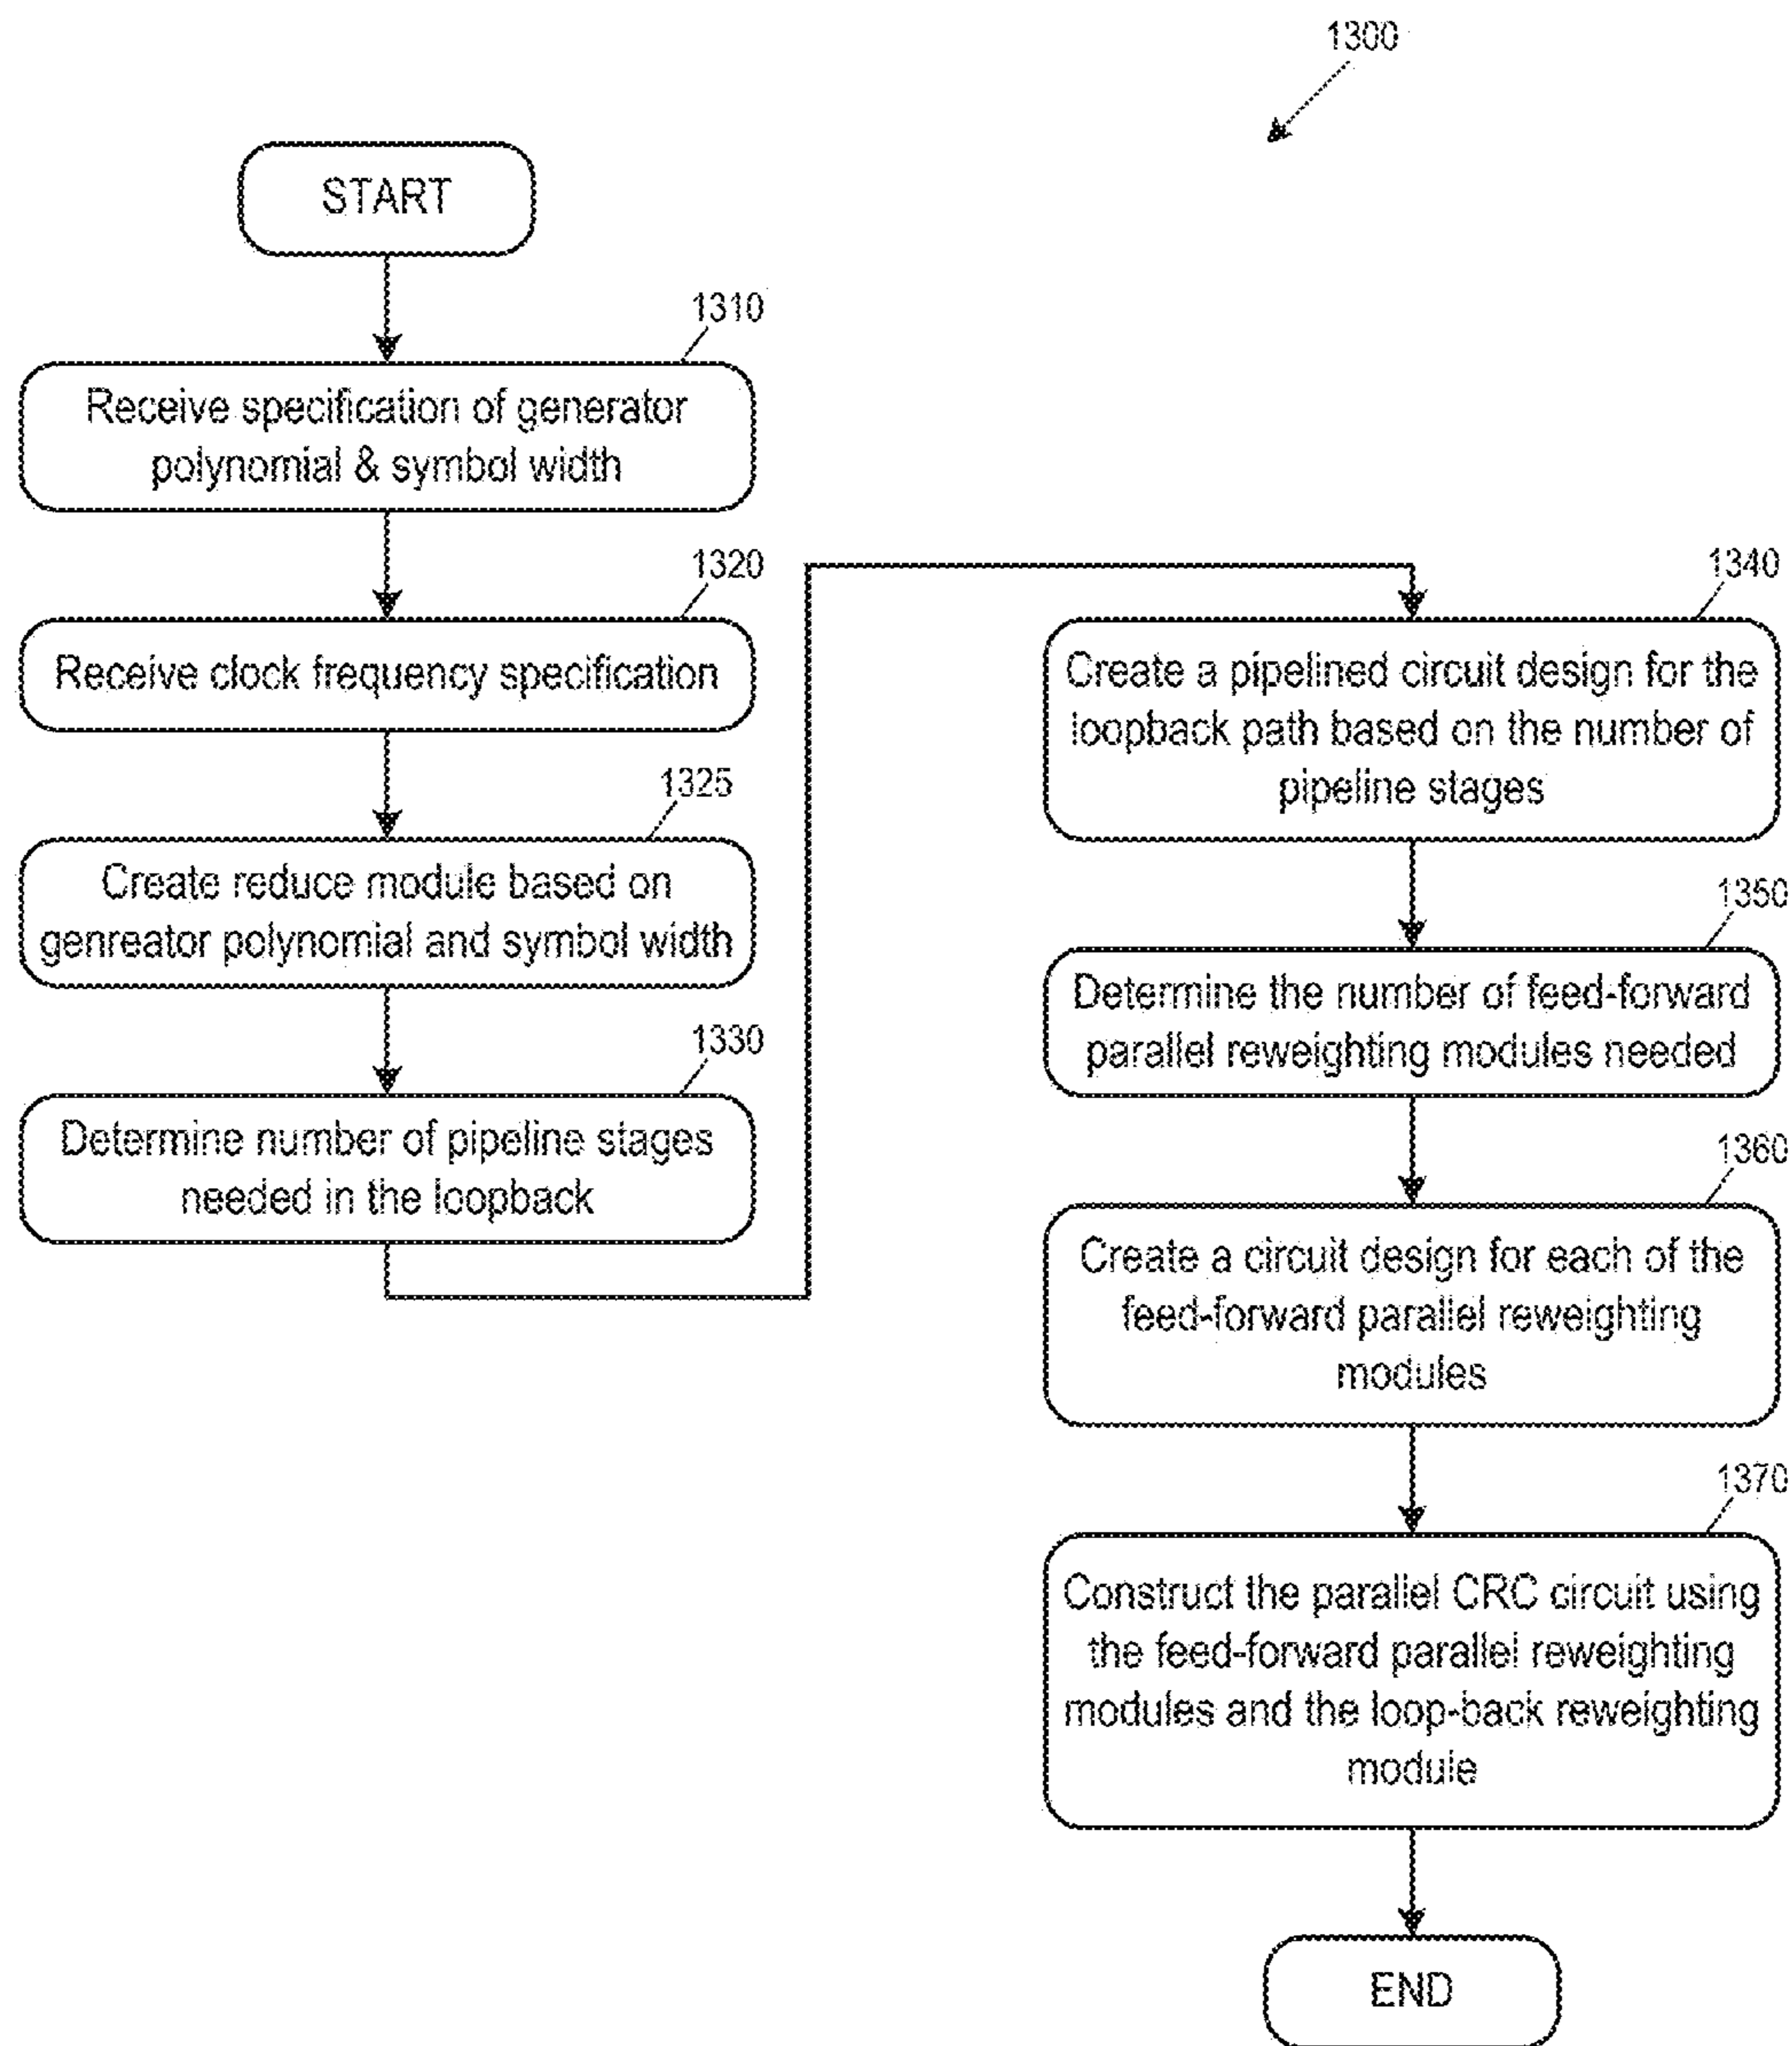 1300
START
1310
Receive specification of generator
polynomial & symbol width
1320
Receive clock frequency specification
1325
Create reduce module based on
genreator polynomial and symbol width
1330
Determine number of pipeline stages
needed in the loopback
1340
Create a pipelined circuit design for the
loopback path based on the number of
pipeline stages
1350
Determine the number of feed-forward
parallel reweighting modules needed
1360
Create a circuit design for each of the
feed-forward parallel reweighting
modules
1370
Construct the parallel CRC circuit using
the feed-forward parallel reweighting
modules and the loop-back reweighting
module
END